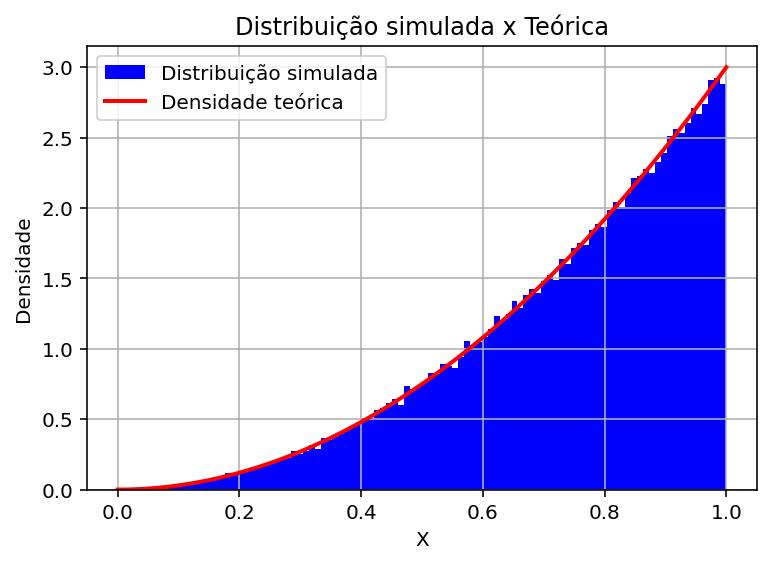 Distribuição simulada x Teórica
Distribuição simulada
Densidade teórica
Densidade
3.0
2.5
2.0
1.5
1.0
0.5
0.0
0.0 0.2 0.4 0.6 0.8 1.0
X